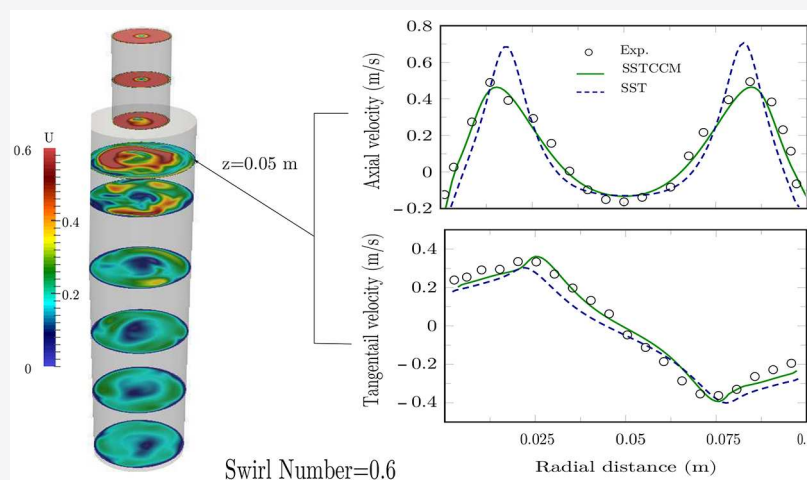 U
0.6
0.4
0.2
0
z=0.05 m
Swirl Number=0.6
Axial velocity (m/s)
0.8
0.6
0.4
0.2
0
−0.2
Exp.
SSTCCM
SST
Tangentail velocity (m/s)
0.4
0.2
0
−0.2
−0.4
0.025 0.05 0.075 0.
Radial distance (m)